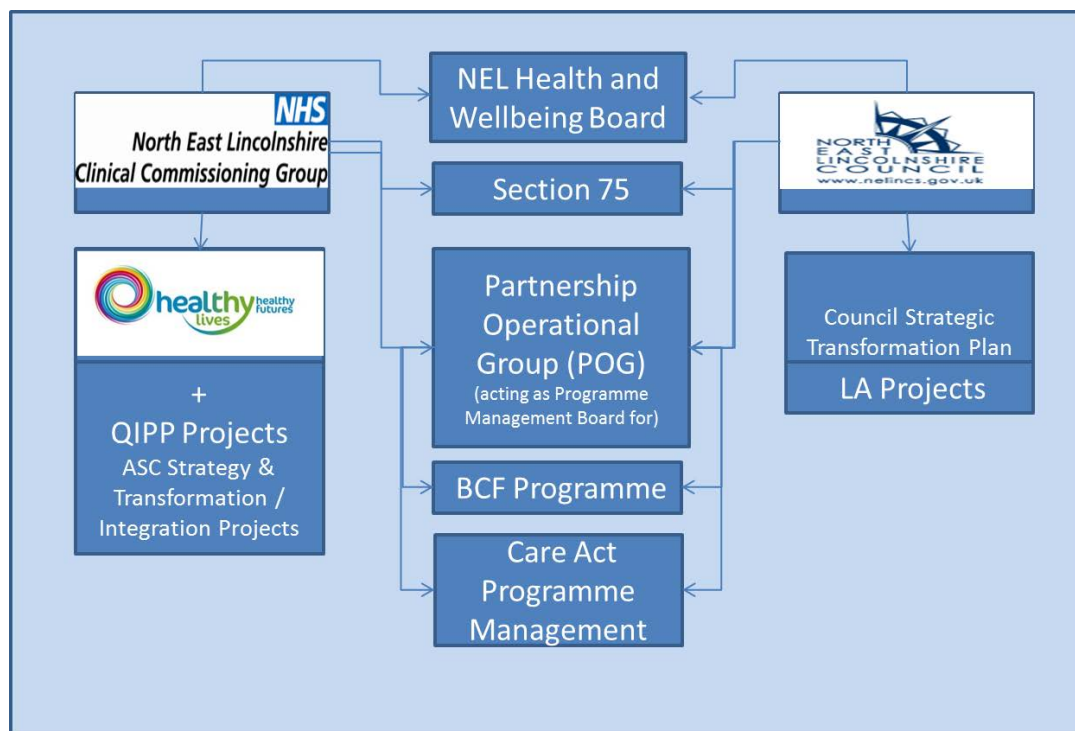 NEL Health and
Wellbeing Board
NHS
North East Lincolnshire
Clinical Commissioning Group
NORTH
EAST
LINCOLNSHIRE
COUNCIL
www.nelincs.gov.uk
Section 75
healthy healthy
futures
lives
+
QIPP Projects
ASC Strategy &
Transformation /
Integration Projects
Partnership
Operational
Group (POG)
(acting as Programme
Management Board for)
Council Strategic
Transformation Plan
LA Projects
BCF Programme
Care Act
Programme
Management